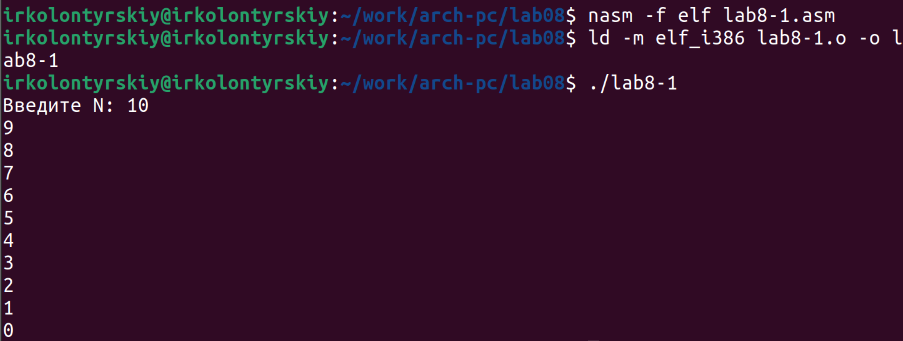 irkolontyrskiy@irkolontyrskiy:~/work/arch-pc/lab08$ nasm -f elf lab8-1.asm
irkolontyrskiy@irkolontyrskiy:~/work/arch-pc/lab08$ ld -m elf_i386 lab8-1.o -o l
ab8-1
irkolontyrskiy@irkolontyrskiy:~/work/arch-pc/lab08$ ./lab8-1
Введите N: 10
9
8
7
6
5
4
3
2
1
0